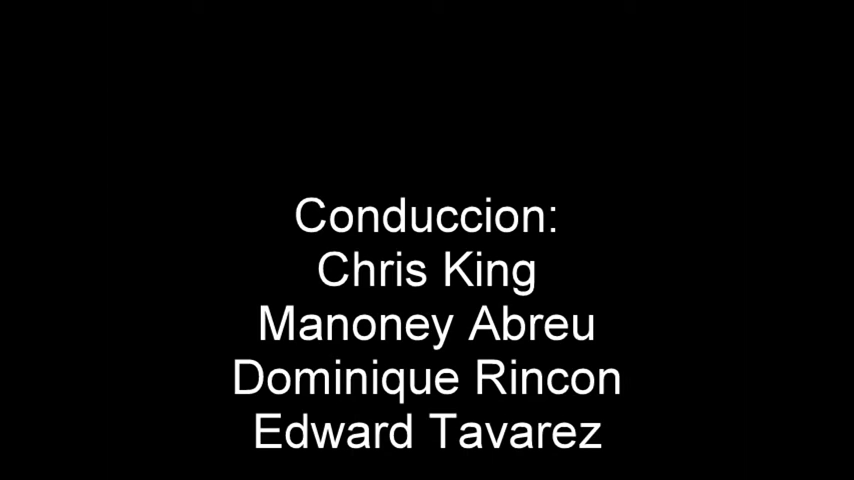 Conduccion:
Chris King
Manoney Abreu
Dominique Rincon
Edward Tavarez